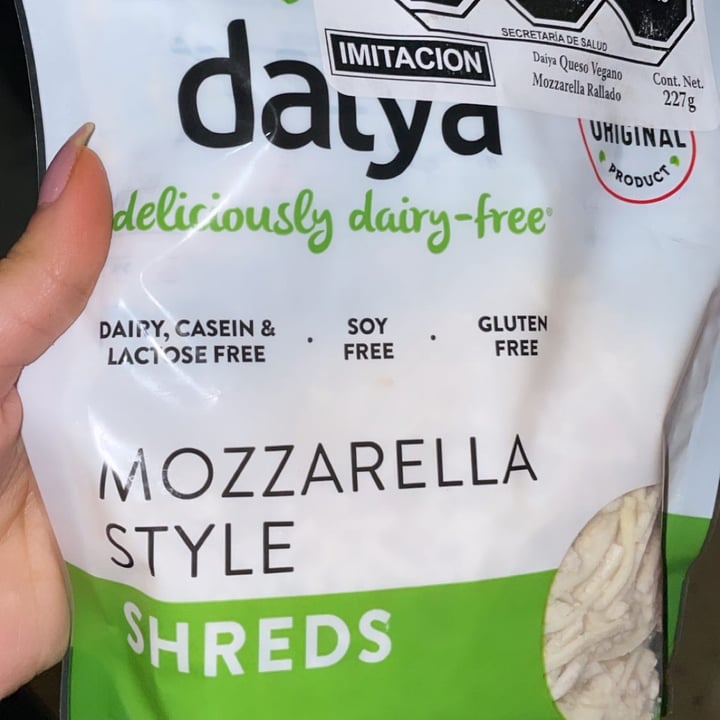 SECRETARÍA DE SALUD
IMITACIÓN
Daiya Queso Vegano
Mozzarella Rallado
Cont. Net.
227g
daiya
ORIGINAL
PRODUCT
deliciously dairy-free
DAIRY, CASEIN &
LACTOSE FREE
·
SOY
FREE
·
GLUTEN
FREE
MOZZARELLA
STYLE
SHREDS